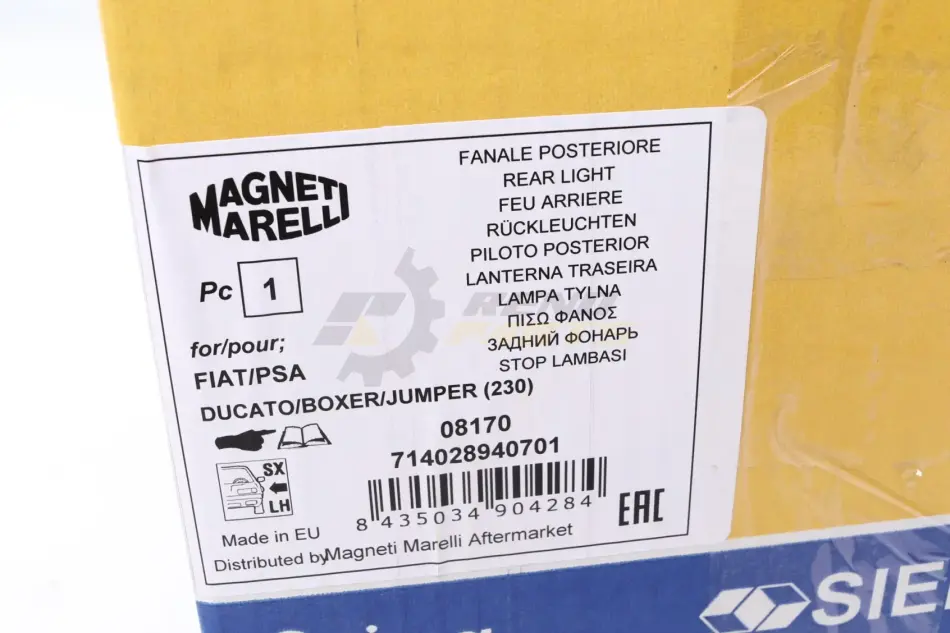 MAGNETI
MARELLI
Pc 1
for/pour;
FIAT/PSA
DUCATO/BOXER/JUMPER (230)
FANALE POSTERIORE
REAR LIGHT
FEU ARRIERE
RÜCKLEUCHTEN
PILOTO POSTERIOR
LANTERNA TRASEIRA
LAMPA TYLNA
ΠΙΣΩ ΦΑΝΟΣ
ЗАДНИЙ ФОНАРЬ
STOP LAMBASI
08170
714028940701
SX
LH
8 435034 904284
EAC
Made in EU
Distributed by Magneti Marelli Aftermarket